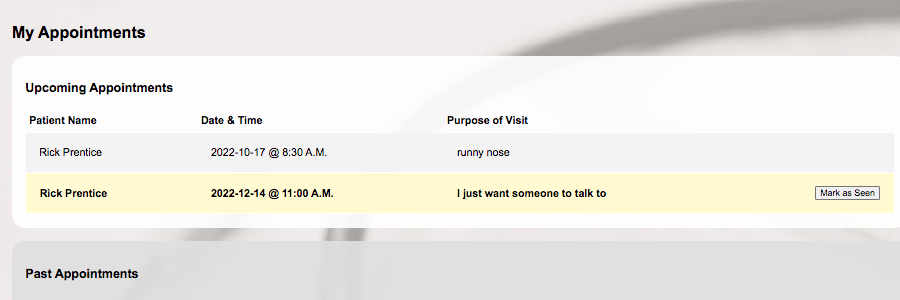 My Appointments
Upcoming Appointments
Patient Name Date & Time Purpose of Visit
Rick Prentice 2022-10-17 @ 8:30 A.M. runny nose
Rick Prentice 2022-12-14 @ 11:00 A.M. I just want someone to talk to Mark as Seen
Past Appointments